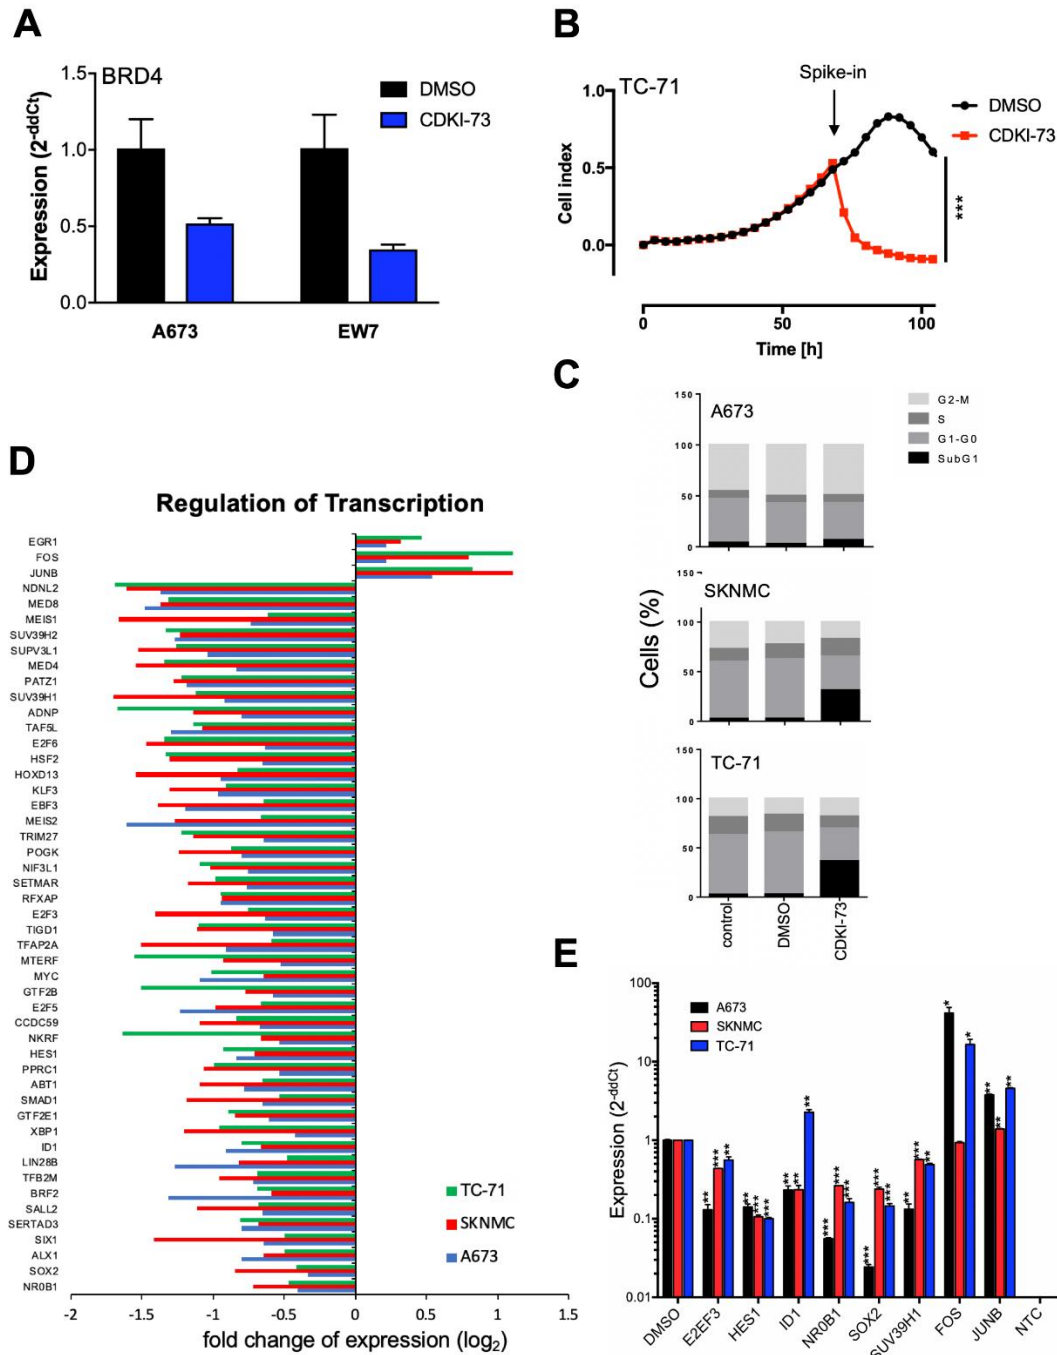 A
BRD4
DMSO
CDKI-73
Expression (2-ddCt)
1.5
1.0
0.5
0.0
A673
EW7
B
TC-71
Spike-in
DMSO
CDKI-73
Cell index
1.0
0.5
0.0
***
0
50
100
Time [h]
C
A673
150
100
50
0
G2-M
S
G1-G0
SubG1
SKNMC
150
100
50
0
Cells (%)
TC-71
150
100
50
0
control
DMSO
CDKI-73
D
Regulation of Transcription
EGR1
FOS
JUNB
NDNL2
MED8
MEIS1
SUV39H2
SUPV3L1
MED4
PATZ1
SUV39H1
ADNP
TAF5L
E2F6
HSF2
HOXD13
KLF3
EBF3
MEIS2
TRIM27
POGK
NIF3L1
SETMAR
RFXAP
E2F3
TIGD1
TFAP2A
MTERF
MYC
GTF2B
E2F5
CCDC59
NKRF
HES1
PPRC1
ABT1
SMAD1
GTF2E1
XBP1
ID1
LIN28B
TFB2M
BRF2
SALL2
SERTAD3
SIX1
ALX1
SOX2
NR0B1
TC-71
SKNMC
A673
-2
-1.5
-1
-0.5
0
0.5
1
1.5
fold change of expression (log2)
E
A673
SKNMC
TC-71
Expression (2-ddCt)
100
10
1
0.1
0.01
**
***
**
**
***
***
**
**
**
***
***
***
***
***
***
**
***
**
*
*
**
**
**
DMSO
E2EF3
HES1
ID1
NR0B1
SOX2
SUV39H1
FOS
JUNB
NTC